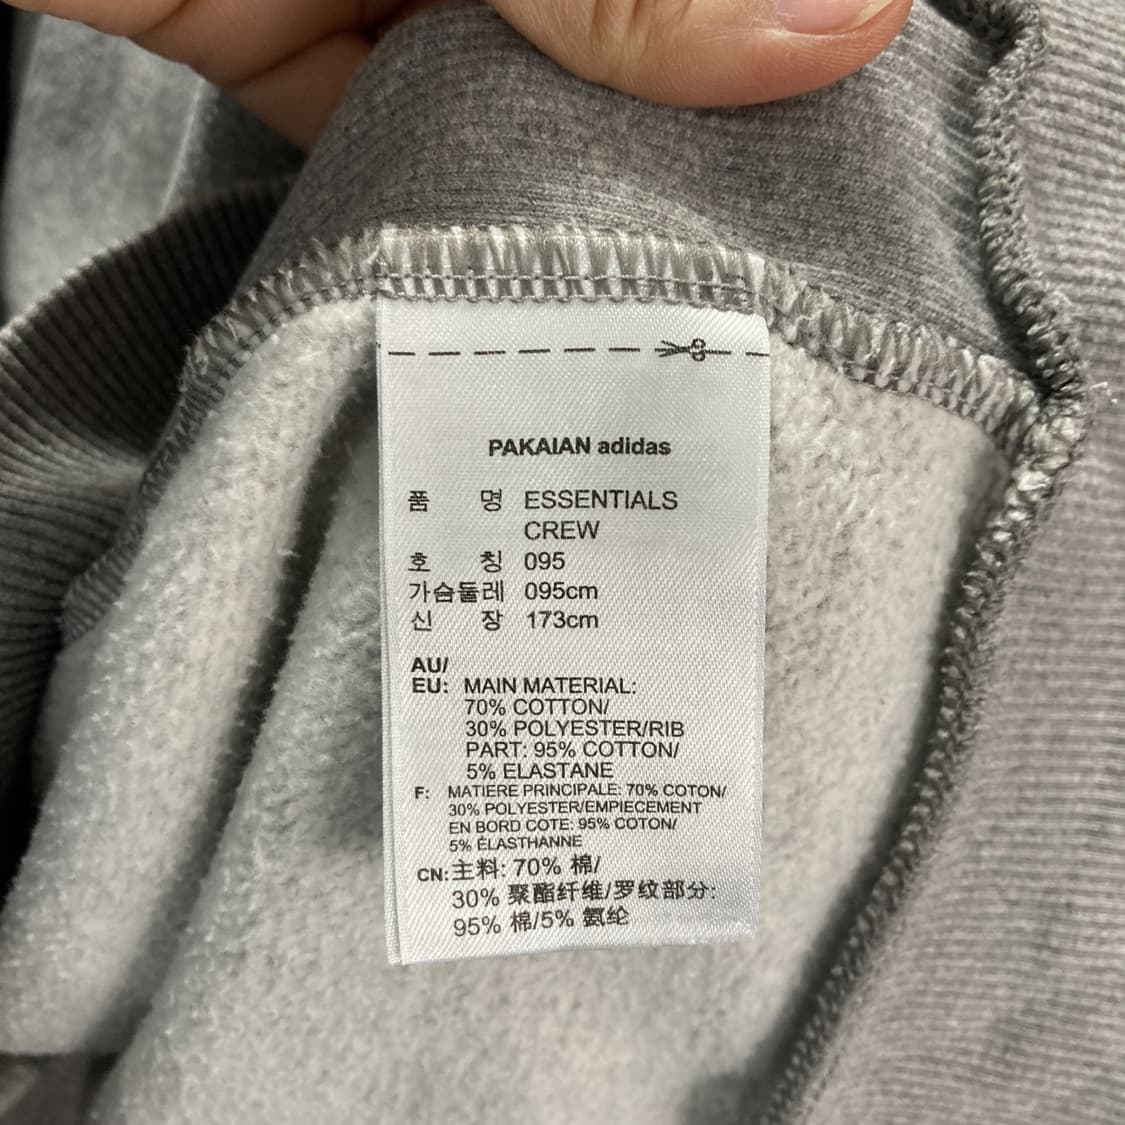 PAKAIAN adidas
품 명 ESSENTIALS
CREW
호 칭 095
가슴둘레 095cm
신 장 173cm
AU/
EU: MAIN MATERIAL:
70% COTTON/
30% POLYESTER/RIB
PART: 95% COTTON/
5% ELASTANE
F: MATIERE PRINCIPALE: 70% COTON/
30% POLYESTER/EMPIECEMENT
EN BORD COTE: 95% COTON/
5% ÉLASTHANNE
CN: 主料: 70% 棉/
30% 聚酯纤维/罗纹部分:
95% 棉/5% 氨纶